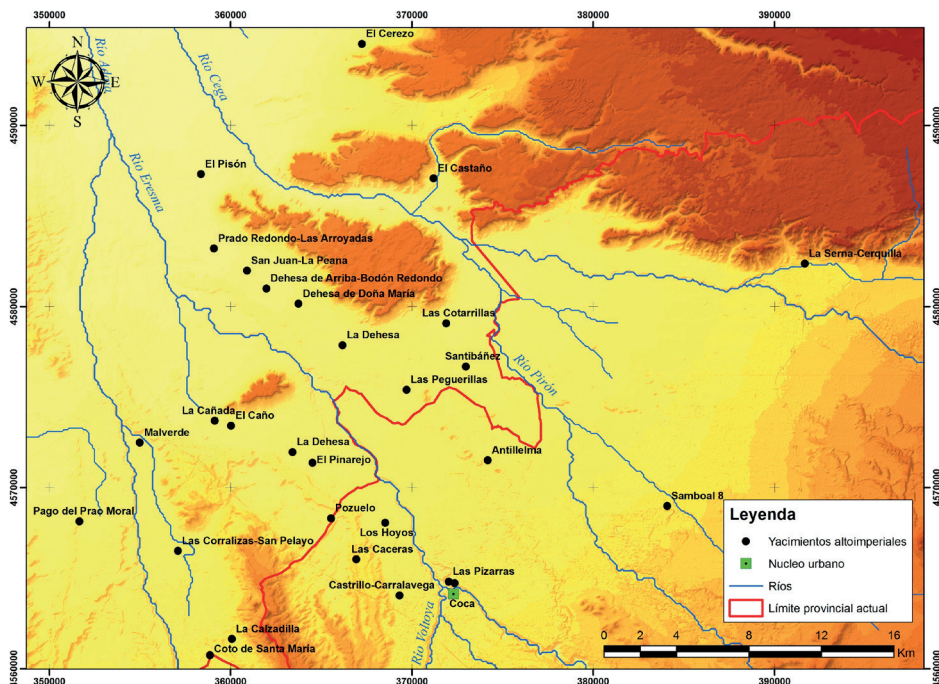 350000 360000 370000 380000 390000
El Cerezo
N
W E
S
Río Adaja
Río Cega
4590000 4590000
El Pisón
El Castaño
Río Eresma
Prado Redondo-Las Arroyadas
San Juan-La Peana
La Serna-Cerquilla
Dehesa de Arriba-Bodón Redondo
Dehesa de Doña María
4580000 4580000
Las Cotarrillas
La Dehesa
Santibáñez
Río Pirón
Las Peguerillas
La Cañada
El Caño
Malverde
La Dehesa
El Pinarejo
Antillelma
4570000 4570000
Samboal 8
Pago del Prao Moral
Pozuelo
Los Hoyos
Las Corralizas-San Pelayo
Las Caceras
Las Pizarras
Castrillo-Carralavega
Coca
Río Voltoya
La Calzadilla
Coto de Santa María
4560000 4560000
350000 360000 370000 380000 390000
Leyenda
Yacimientos altoimperiales
Nucleo urbano
Ríos
Límite provincial actual
0 2 4 8 12 16
Km